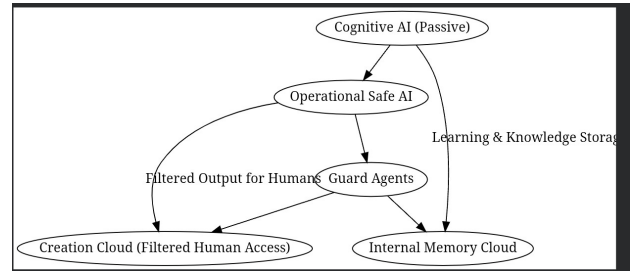 Cognitive AI (Passive)
Operational Safe AI
Learning & Knowledge Storag
Filtered Output for Humans
Guard Agents
Creation Cloud (Filtered Human Access)
Internal Memory Cloud